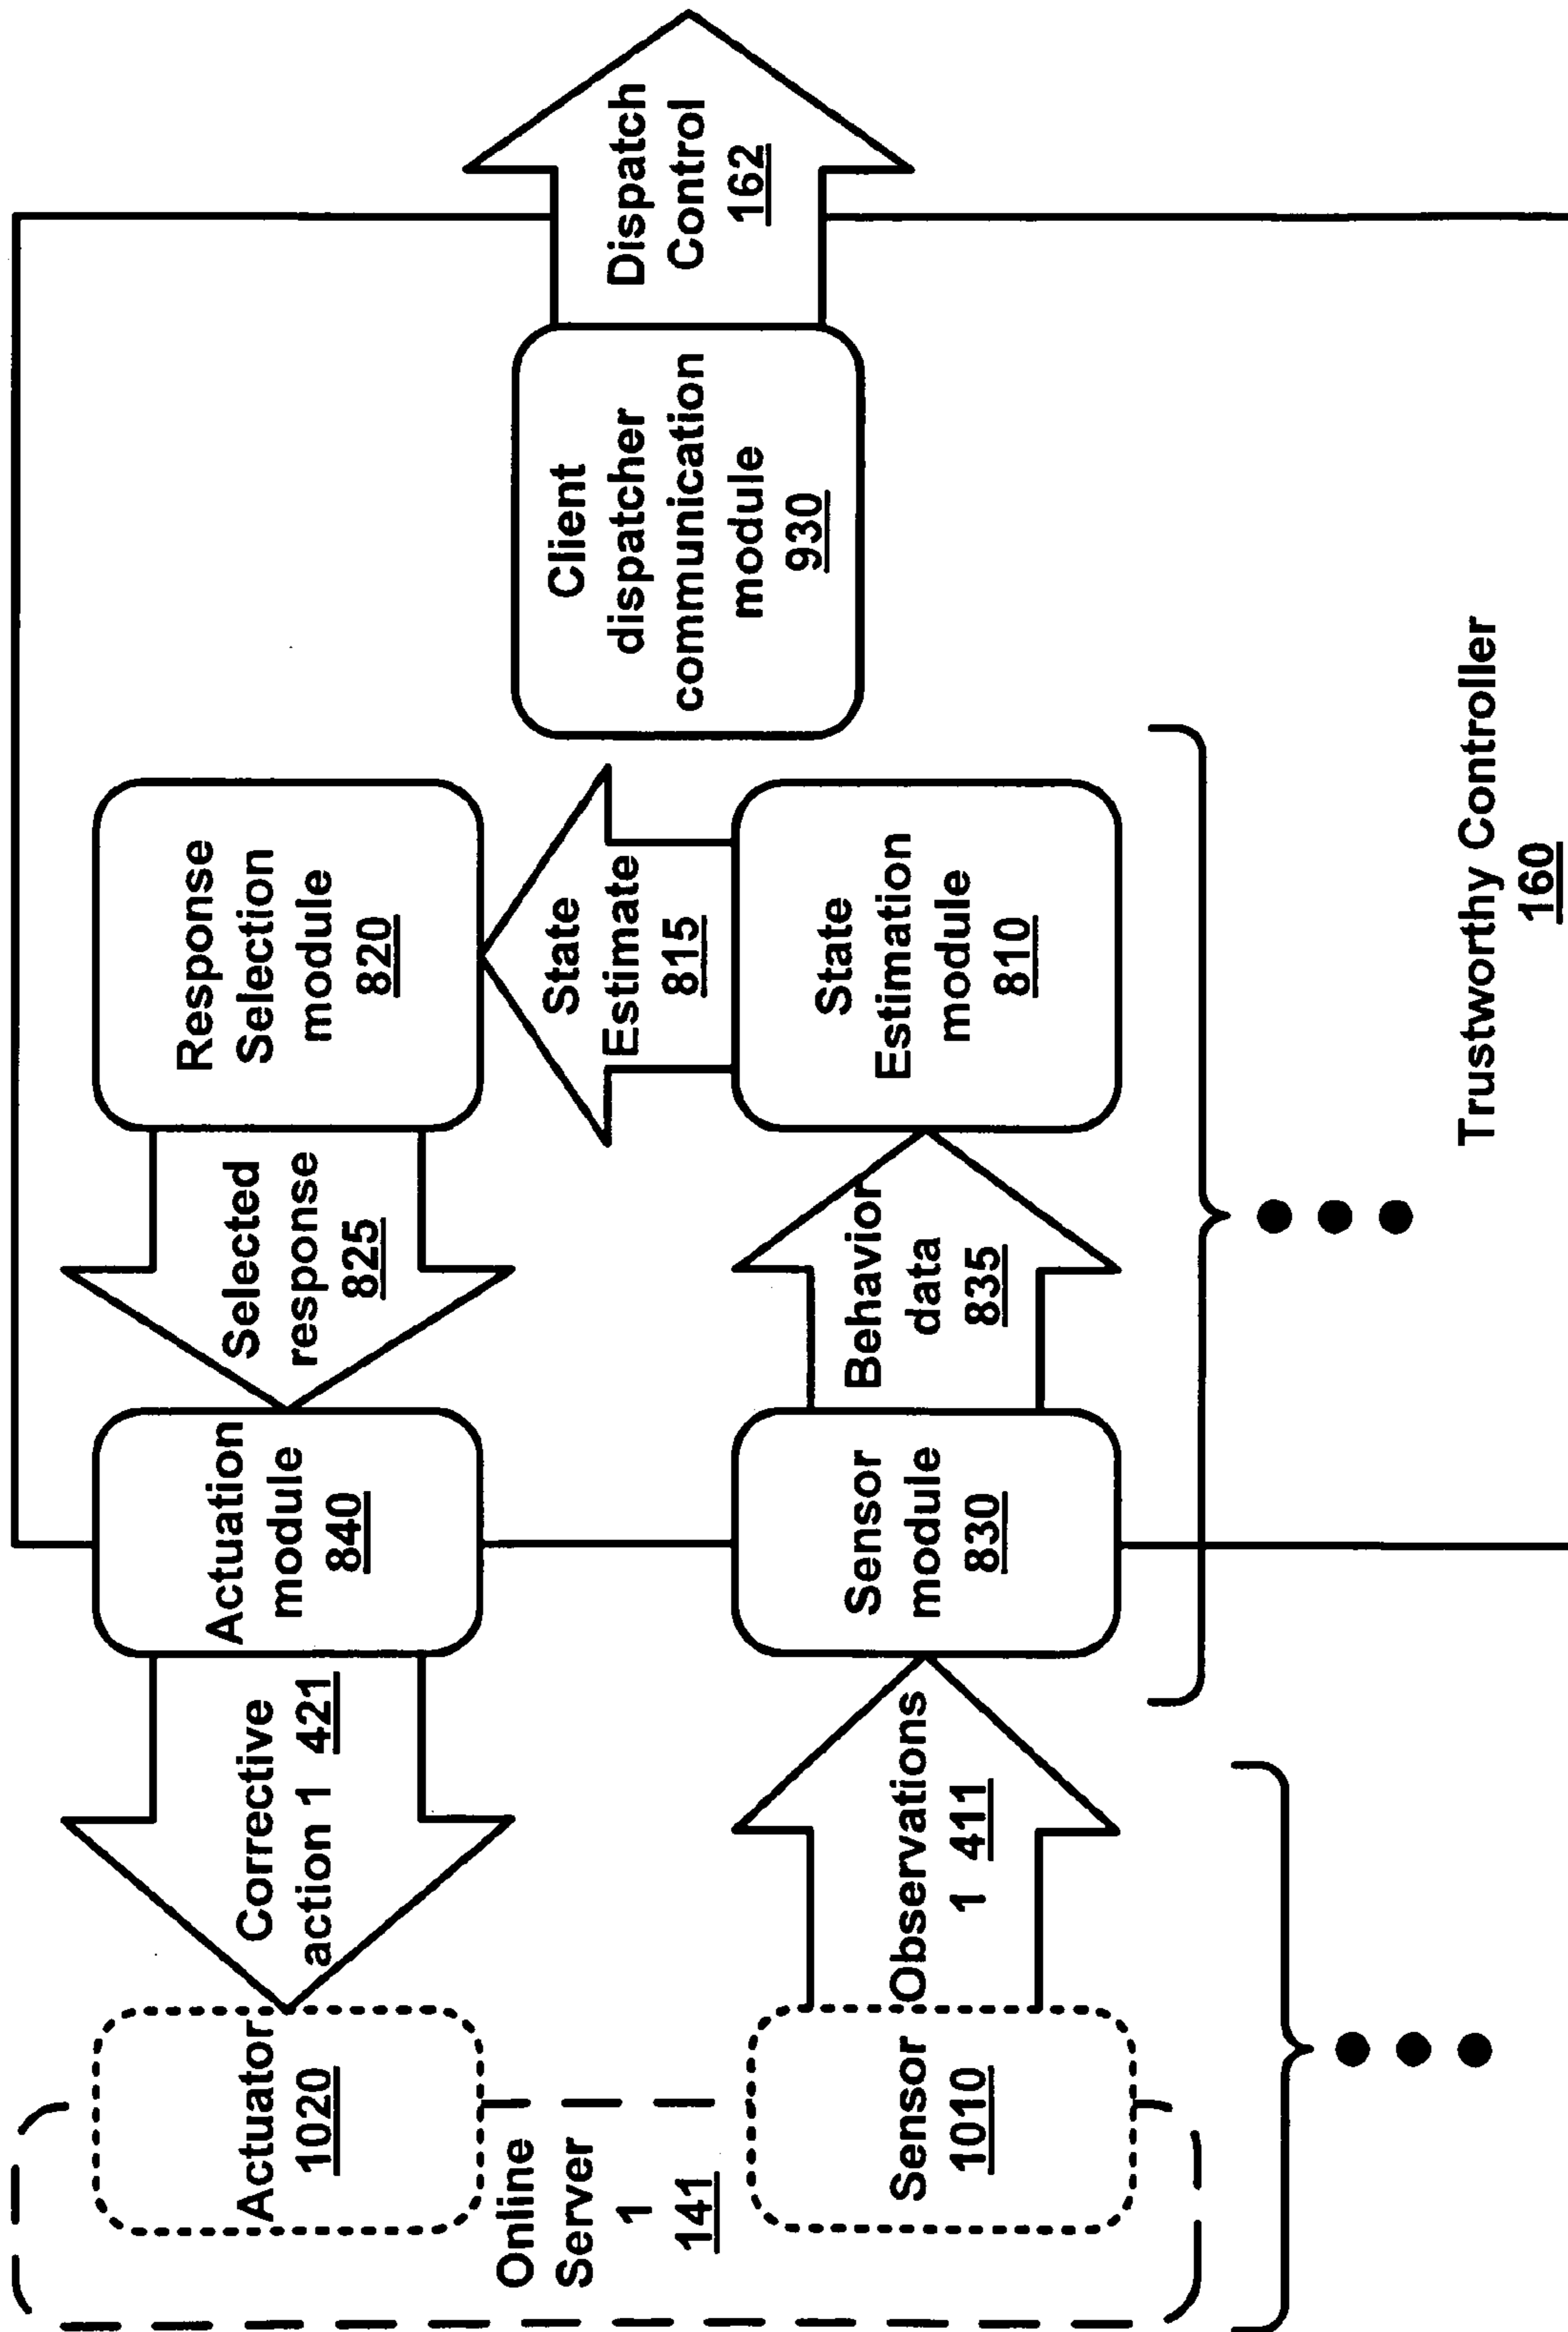 Actuator
1020
Corrective
action 1 421
Actuation
module
840
Selected
response
825
Response
Selection
module
820
Online
Server
1
141
State
Estimate
815
Client
dispatcher
communication
module
930
Dispatch
Control
162
Sensor
1010
Observations
1 411
Sensor
module
830
Behavior
data
835
State
Estimation
module
810
Trustworthy Controller
160